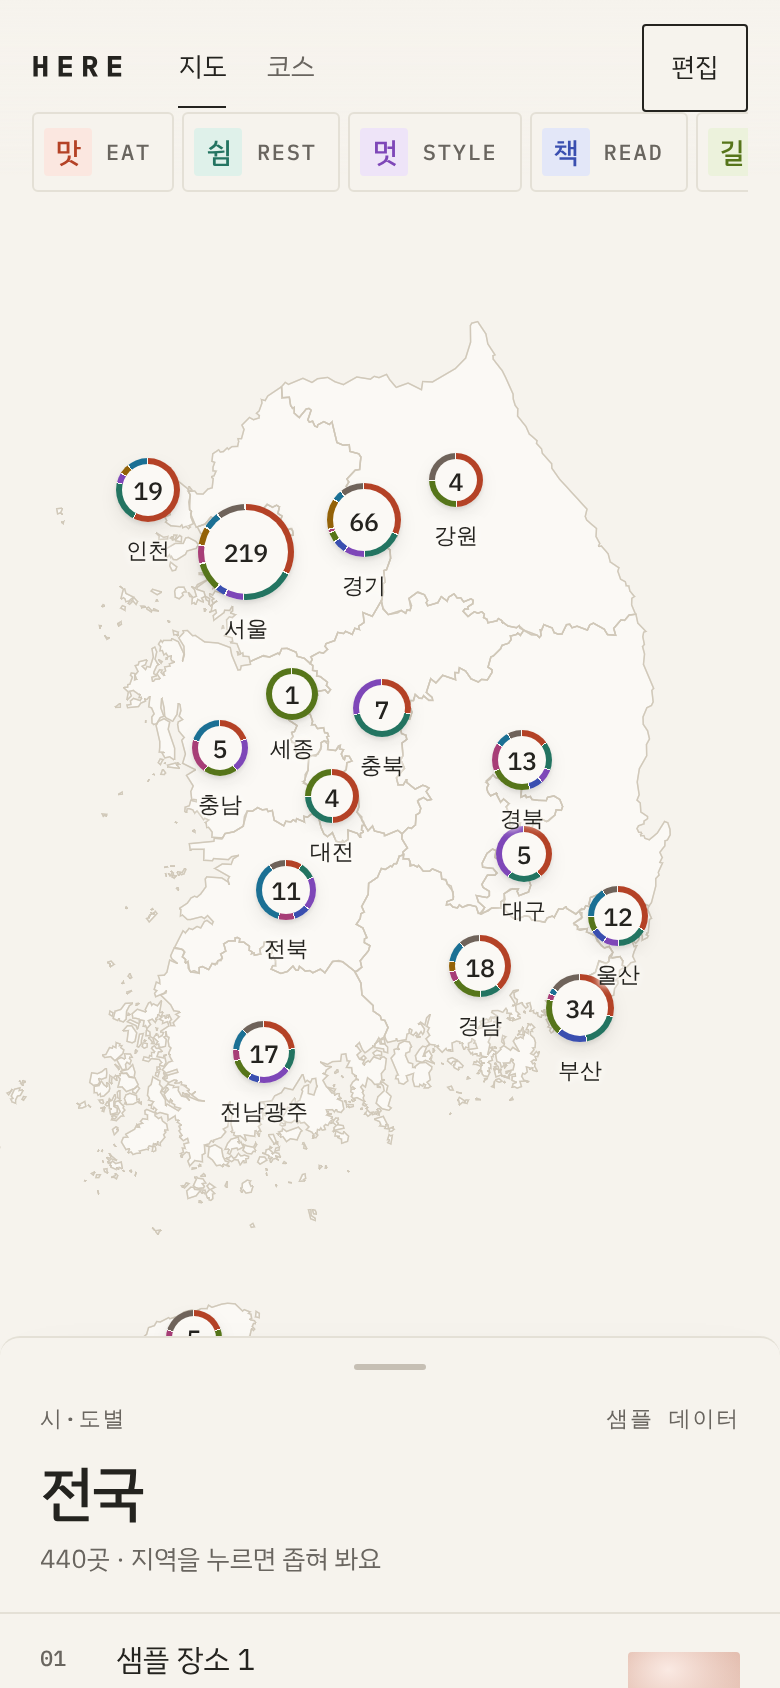 HERE 지도 코스 편집
맛 EAT 쉼 REST 멋 STYLE 책 READ 길
4
강원
19
인천
66
경기
219
서울
1
세종
7
충북
5
충남
13
경북
4
대전
5
대구
11
전북
12
울산
18
경남
34
부산
17
전남광주
시·도별 샘플 데이터
전국
440곳 · 지역을 누르면 좁혀 봐요
01 샘플 장소 1